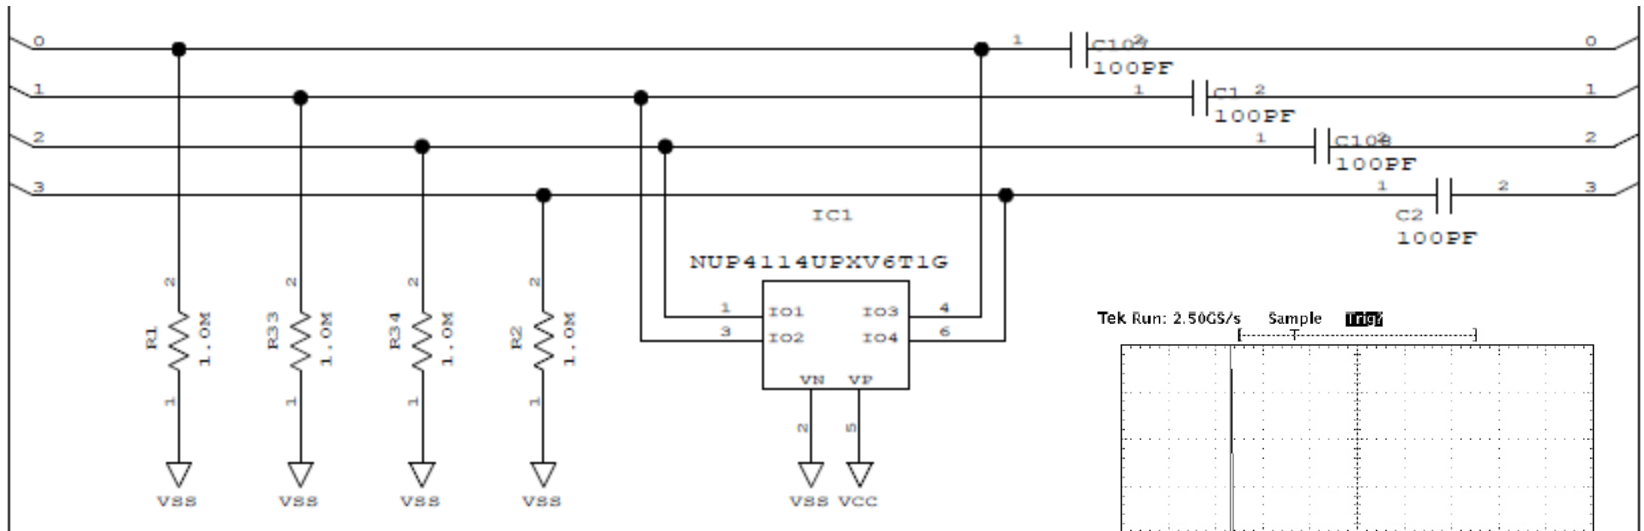 0 1 C107 2 0
100PF
1 1 C1 2 1
100PF
2 1 C108 2 2
100PF
3 1 2 3
IC1 C2
100PF
NUP4114UPXV6T1G
2 2 2 2
1 IO1 IO3 4
3 IO2 IO4 6
R1 1.0M R33 1.0M R34 1.0M R2 1.0M
Tek Run: 2.50GS/s Sample Trig?
T
VN VP
1 1 1 1
2 5
VSS VSS VSS VSS VSS VCC